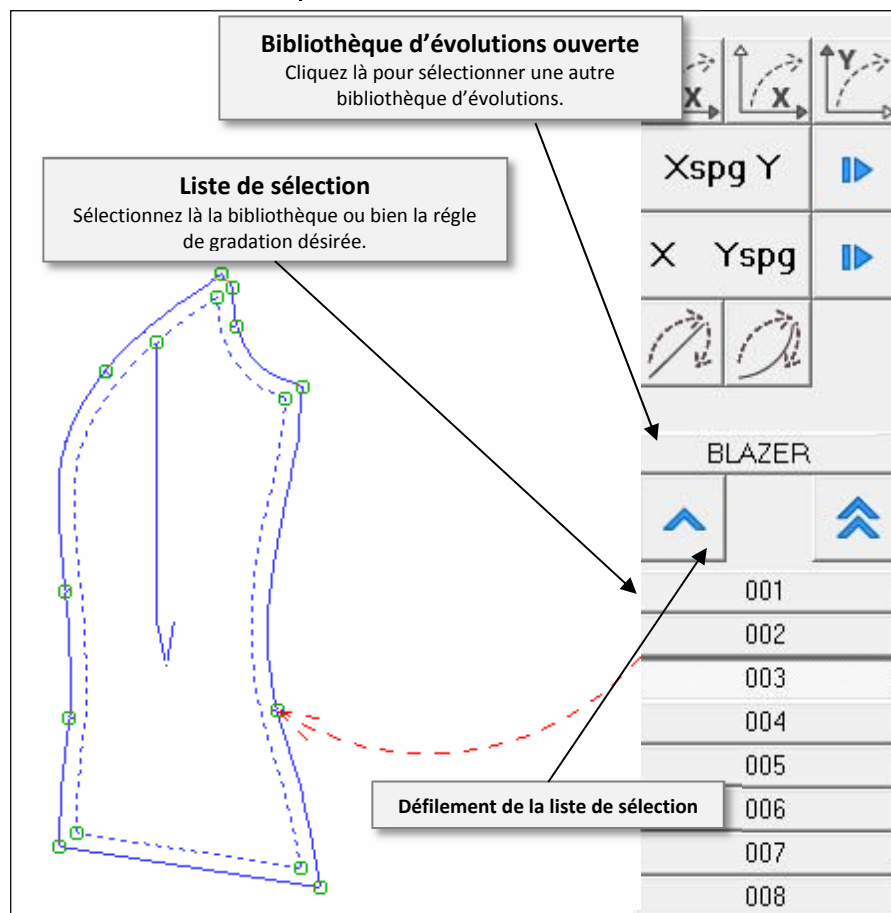 Bibliothèque d’évolutions ouverte
Cliquez là pour sélectionner une autre
bibliothèque d’évolutions.
X
X
Y
Xspg Y
Liste de sélection
Sélectionnez là la bibliothèque ou bien la régle
de gradation désirée.
X Yspg
BLAZER
001
002
003
004
005
Défilement de la liste de sélection
006
007
008